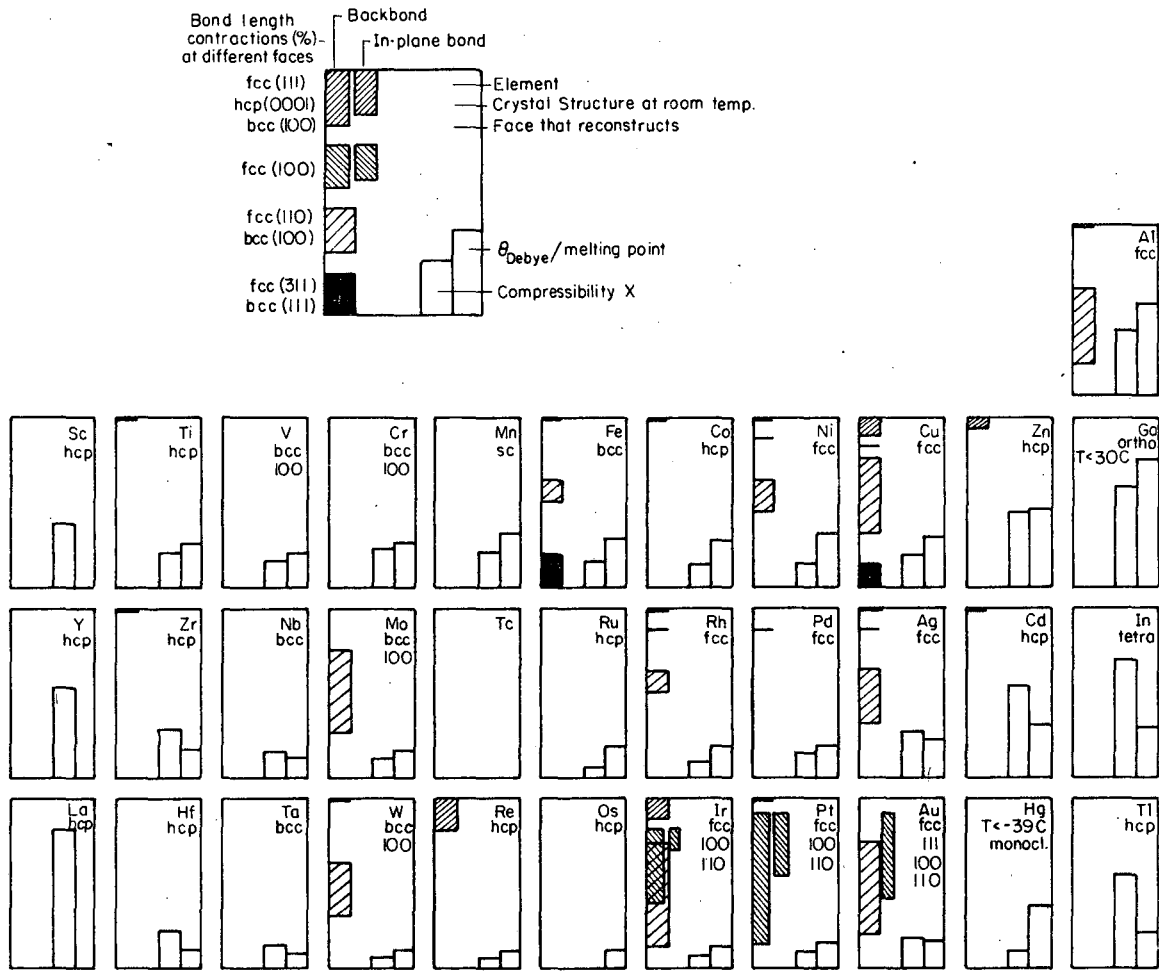 Bond length
contractions (%)
at different faces
Backbond
In-plane bond
fcc (111)
hcp (0001)
bcc (100)
fcc (100)
fcc (110)
bcc (100)
fcc (311)
bcc (111)
Element
Crystal Structure at room temp.
Face that reconstructs
θDebye/melting point
Compressibility X
Al
fcc
Sc
hcp
Ti
hcp
V
bcc
100
Cr
bcc
100
Mn
sc
Fe
bcc
Co
hcp
Ni
fcc
Cu
fcc
Zn
hcp
Ga
ortho
T<30C
Y
hcp
Zr
hcp
Nb
bcc
Mo
bcc
100
Tc
Ru
hcp
Rh
fcc
Pd
fcc
Ag
fcc
Cd
hcp
In
tetra
La
hcp
Hf
hcp
Ta
bcc
W
bcc
100
Re
hcp
Os
hcp
Ir
fcc
100
110
Pt
fcc
100
110
Au
fcc
111
100
110
Hg
T<-39C
monocl.
Tl
hcp